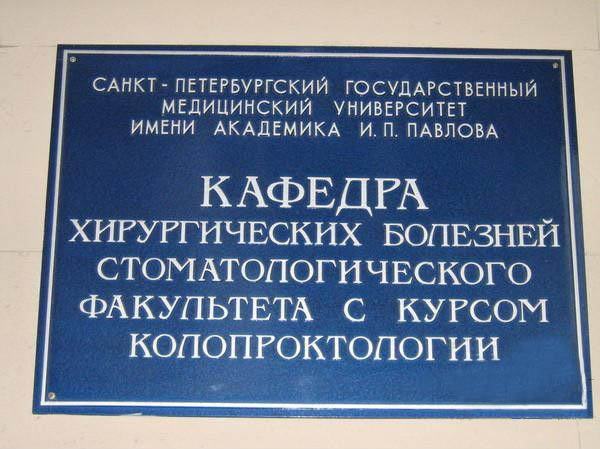 САНКТ - ПЕТЕРБУРГСКИЙ ГОСУДАРСТВЕННЫЙ
МЕДИЦИНСКИЙ УНИВЕРСИТЕТ
ИМЕНИ АКАДЕМИКА И. П. ПАВЛОВА
КАФЕДРА
ХИРУРГИЧЕСКИХ БОЛЕЗНЕЙ
СТОМАТОЛОГИЧЕСКОГО
ФАКУЛЬТЕТА С КУРСОМ
КОЛОПРОКТОЛОГИИ